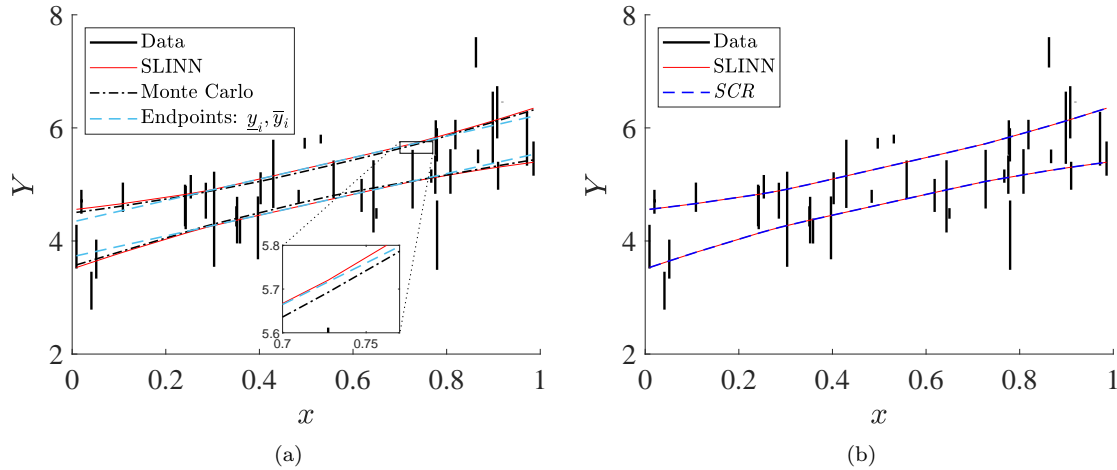 8
6
4
2
Y
Data
SLINN
Monte Carlo
Endpoints: y̲ᵢ, y̅ᵢ
5.8
5.7
5.6
0.7
0.75
0
0.2
0.4
0.6
0.8
1
x
(a)
8
6
4
2
Y
Data
SLINN
SCR
0
0.2
0.4
0.6
0.8
1
x
(b)